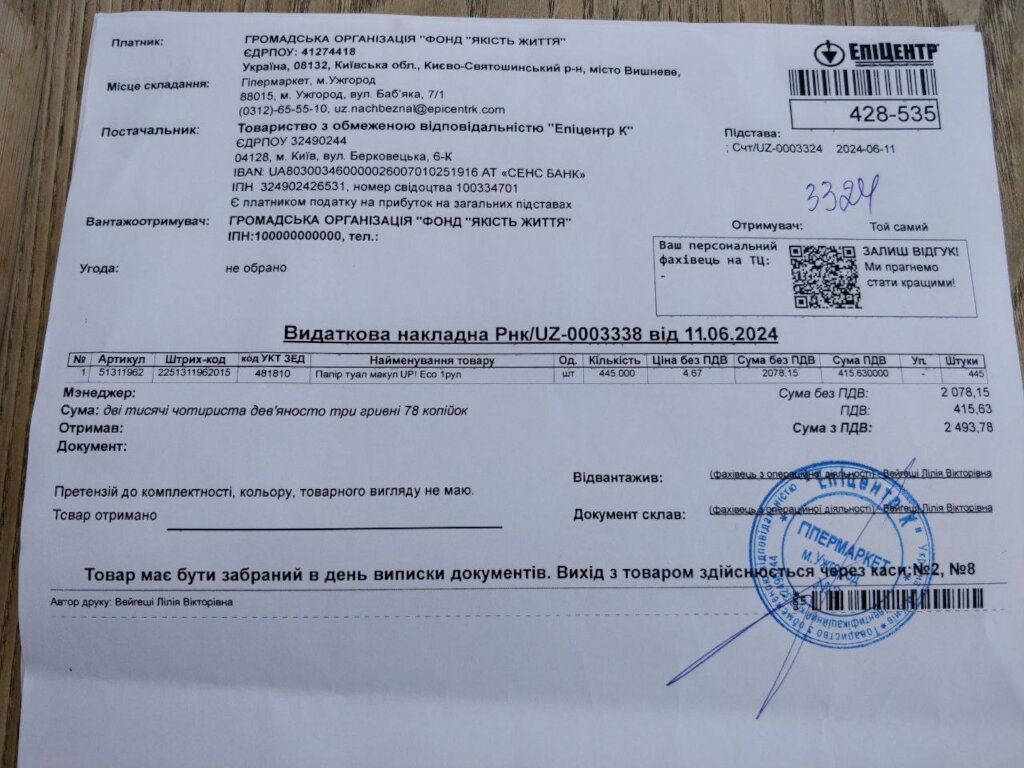 Платник: ГРОМАДСЬКА ОРГАНІЗАЦІЯ "ФОНД "ЯКІСТЬ ЖИТТЯ"
ЄДРПОУ: 41274418
Україна, 08132, Київська обл., Києво-Святошинський р-н, місто Вишневе,
Місце складання: Гіпермаркет, м.Ужгород
88015, м. Ужгород, вул. Баб'яка, 7/1
(0312)-65-55-10, uz.nachbeznal@epicentrk.com
ЕПІЦЕНТР
428-535
Постачальник: Товариство з обмеженою відповідальністю "Епіцентр К"
ЄДРПОУ 32490244
04128, м. Київ, вул. Берковецька, 6-К
IBAN: UA803003460000026007010251916 АТ «СЕНС БАНК»
ІПН 324902426531, номер свідоцтва 100334701
Є платником податку на прибуток на загальних підставах
Підстава:
; Счт/UZ-0003324 2024-06-11
3324
Вантажоотримувач: ГРОМАДСЬКА ОРГАНІЗАЦІЯ "ФОНД "ЯКІСТЬ ЖИТТЯ"
ІПН:100000000000, тел.:
Отримувач: Той самий
Угода: не обрано
Ваш персональний
фахівець на ТЦ:
-
ЗАЛИШ ВІДГУК!
Ми прагнемо
стати кращими!
Видаткова накладна Рнк/UZ-0003338 від 11.06.2024
№ Артикул Штрих-код код УКТ ЗЕД Найменування товару Од. Кількість Ціна без ПДВ Сума без ПДВ Сума ПДВ Уп. Штуки
1 51311962 2251311962015 481810 Папір туал макул UP! Eco 1рул шт 445.000 4.67 2078.15 415.630000 - 445
Менеджер:
Сума: дві тисячі чотириста дев'яносто три гривні 78 копійок
Отримав:
Документ:
Сума без ПДВ: 2 078,15
ПДВ: 415,63
Сума з ПДВ: 2 493,78
Відвантажив: (фахівець з операційної діяльності) Вейгеші Лілія Вікторівна
Претензій до комплектності, кольору, товарного вигляду не маю.
Товар отримано
Документ склав: (фахівець з операційної діяльності) Вейгеші Лілія Вікторівна
Епіцентр К
ГІПЕРМАРКЕТ
м.Ужгород
Товар має бути забраний в день виписки документів. Вихід з товаром здійснюється через каси:№2, №8
Автор друку: Вейгеші Лілія Вікторівна